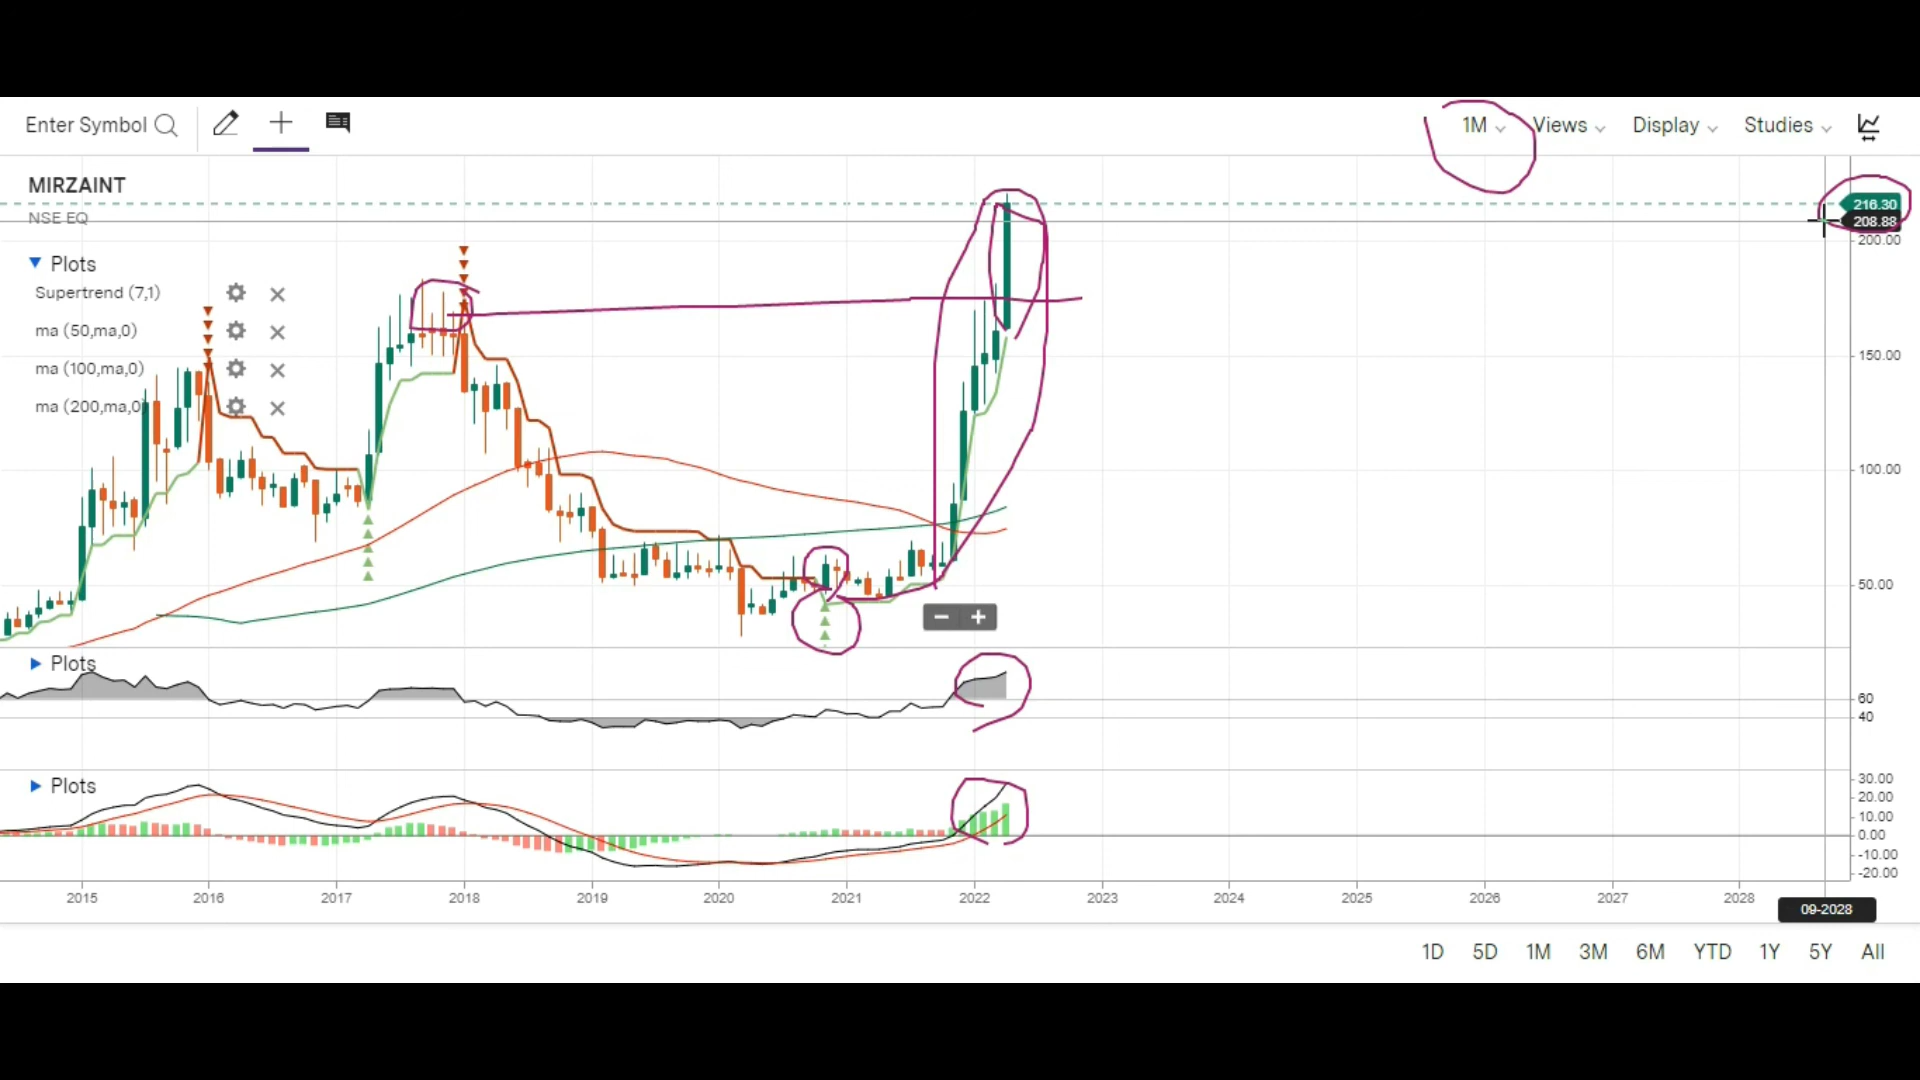 Enter Symbol
1M Views Display Studies
MIRZAINT
NSE EQ
216.30
208.88
200.00
Plots
Supertrend (7,1)
ma (50,ma,0)
ma (100,ma,0)
ma (200,ma,0)
150.00
100.00
50.00
Plots
60
40
Plots
30.00
20.00
10.00
0.00
-10.00
-20.00
2015 2016 2017 2018 2019 2020 2021 2022 2023 2024 2025 2026 2027 2028
09-2028
1D 5D 1M 3M 6M YTD 1Y 5Y All